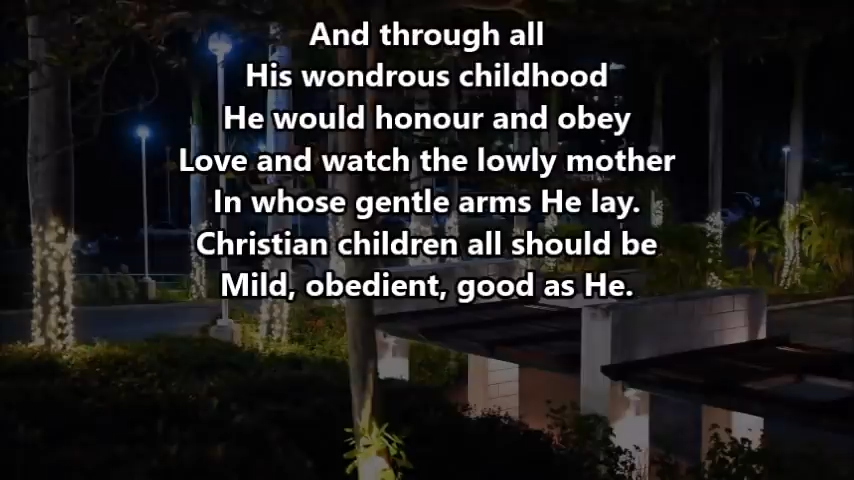 And through all
His wondrous childhood
He would honour and obey
Love and watch the lowly mother
In whose gentle arms He lay.
Christian children all should be
Mild, obedient, good as He.